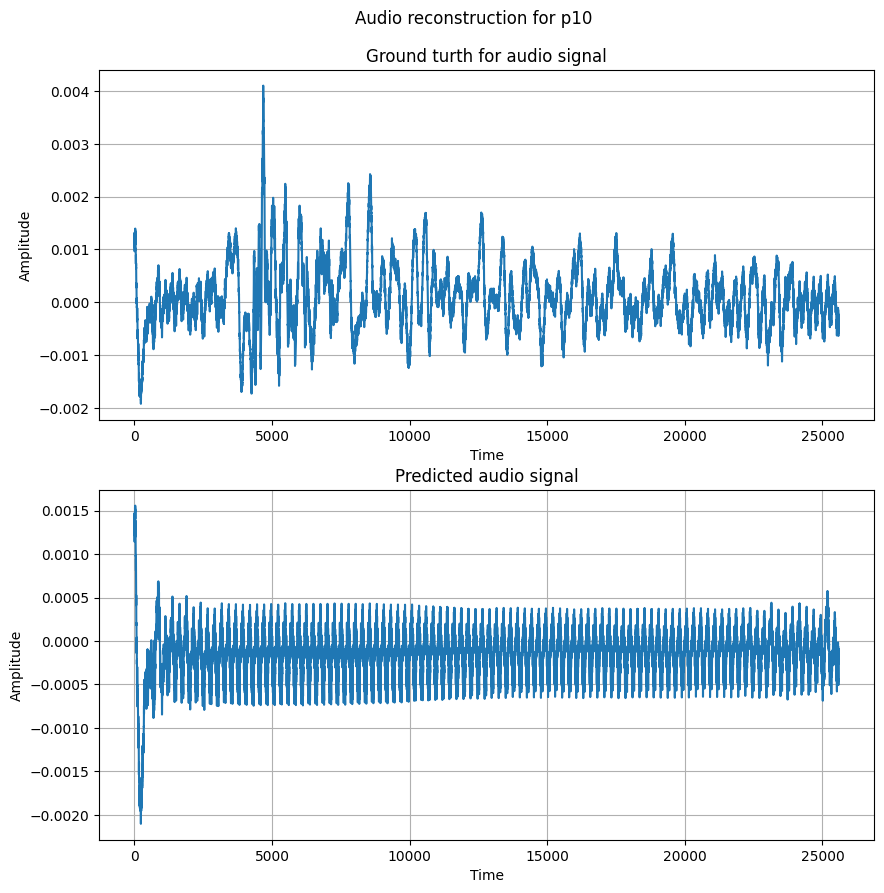 Audio reconstruction for p10
Ground turth for audio signal
0.004
0.003
0.002
0.001
0.000
−0.001
−0.002
Amplitude
0 5000 10000 15000 20000 25000
Time
Predicted audio signal
0.0015
0.0010
0.0005
0.0000
−0.0005
−0.0010
−0.0015
−0.0020
Amplitude
0 5000 10000 15000 20000 25000
Time